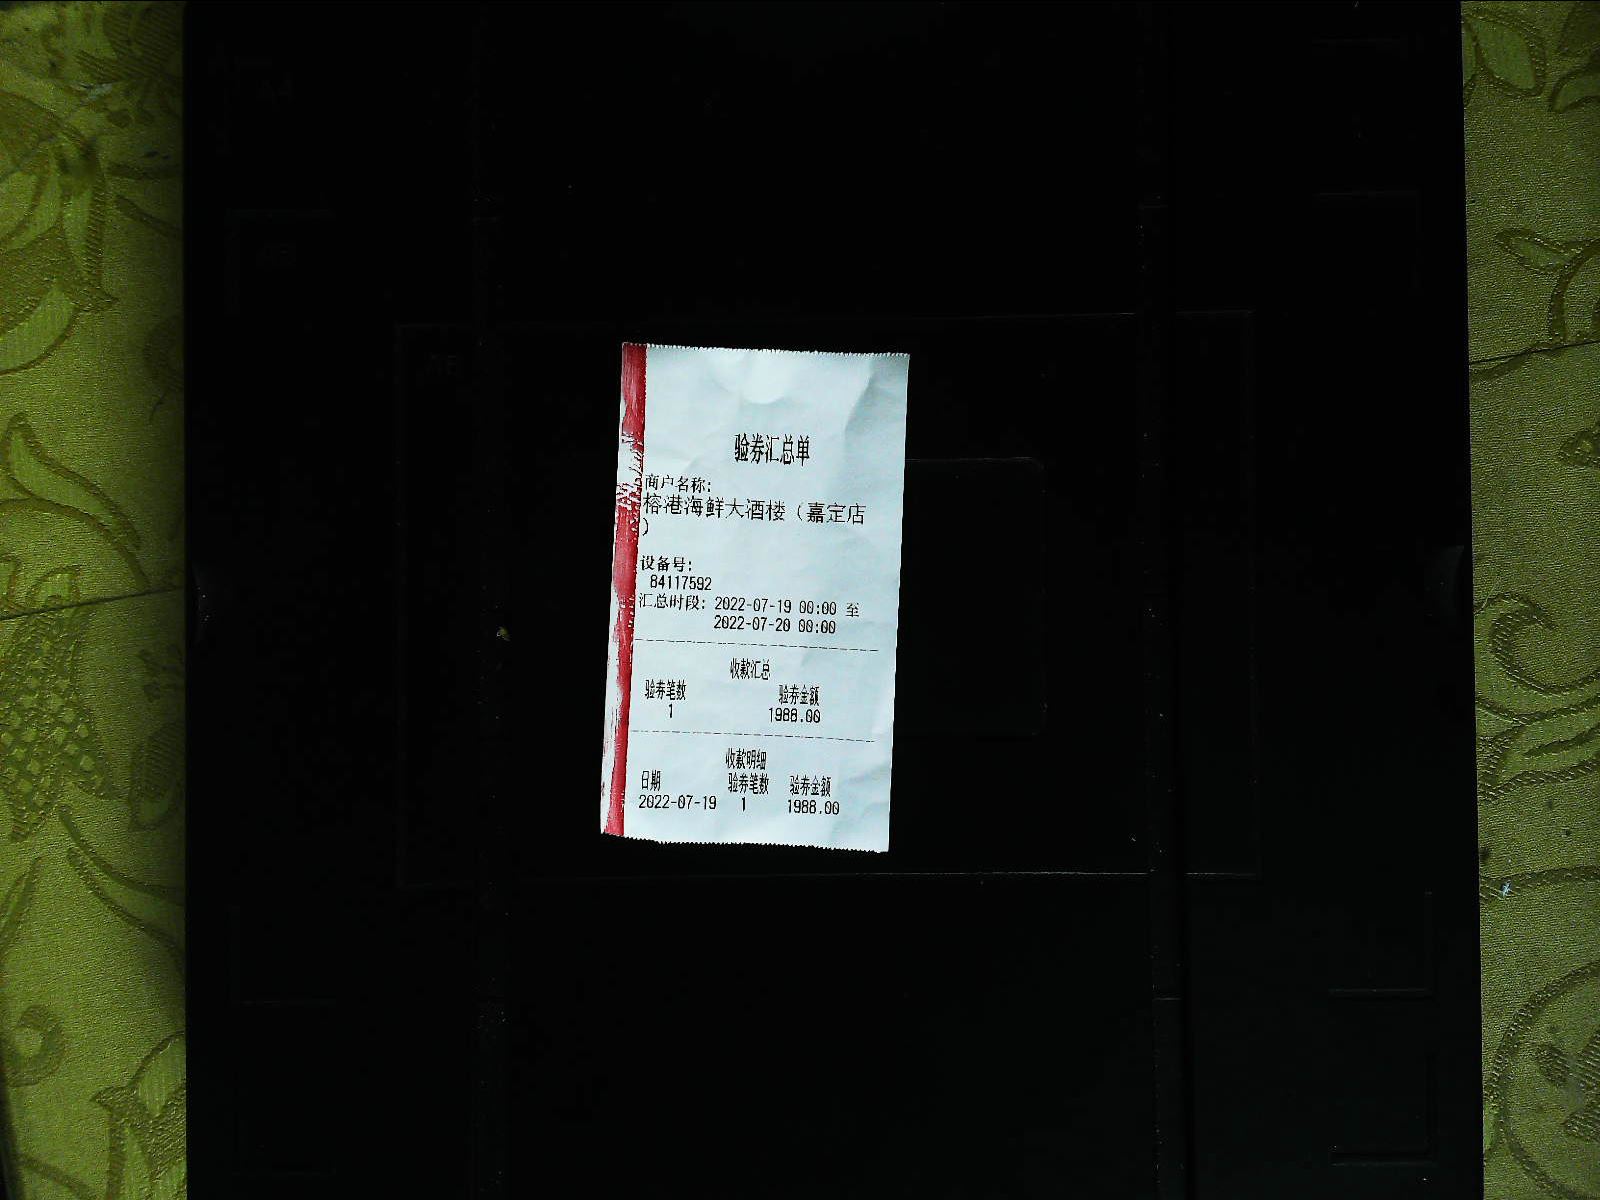 验券汇总单
商户名称:
榕港海鲜大酒楼（嘉定店
）
设备号:
84117592
汇总时段: 2022-07-19 00:00 至
2022-07-20 00:00
收款汇总
验券笔数 验券金额
1 1988.00
收款明细
日期 验券笔数 验券金额
2022-07-19 1 1988.00